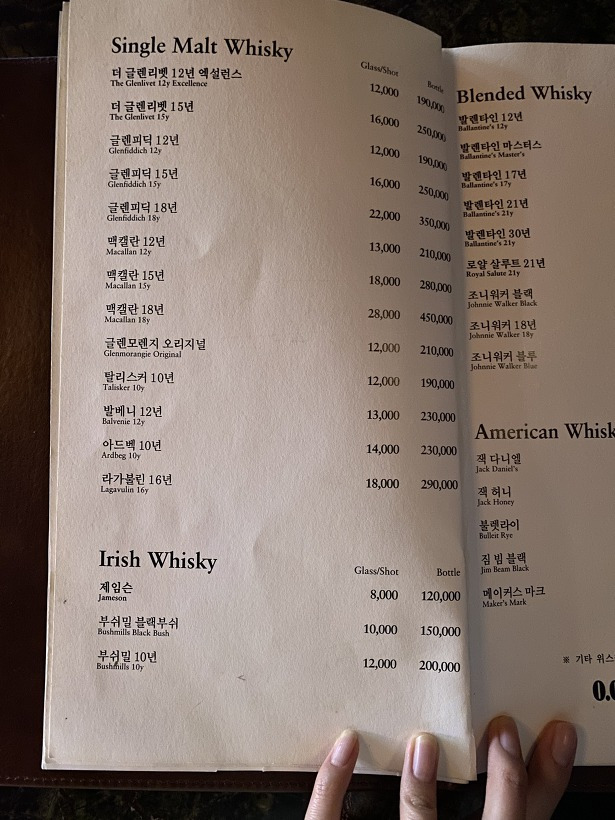 Single Malt Whisky
Glass/Shot Bottle
더 글렌리벳 12년 엑설런스 12,000 190,000
The Glenlivet 12y Excellence
더 글렌리벳 15년 16,000 250,000
The Glenlivet 15y
글렌피딕 12년 12,000 190,000
Glenfiddich 12y
글렌피딕 15년 16,000 250,000
Glenfiddich 15y
글렌피딕 18년 22,000 350,000
Glenfiddich 18y
맥캘란 12년 13,000 210,000
Macallan 12y
맥캘란 15년 18,000 280,000
Macallan 15y
맥캘란 18년 28,000 450,000
Macallan 18y
글렌모렌지 오리지널 12,000 210,000
Glenmorangie Original
탈리스커 10년 12,000 190,000
Talisker 10y
발베니 12년 13,000 230,000
Balvenie 12y
아드벡 10년 14,000 230,000
Ardbeg 10y
라가불린 16년 18,000 290,000
Lagavulin 16y
Irish Whisky
Glass/Shot Bottle
제임슨 8,000 120,000
Jameson
부쉬밀 블랙부쉬 10,000 150,000
Bushmills Black Bush
부쉬밀 10년 12,000 200,000
Bushmills 10y
Blended Whisky
발렌타인 12년
Ballantine's 12y
발렌타인 마스터스
Ballantine's Master's
발렌타인 17년
Ballantine's 17y
발렌타인 21년
Ballantine's 21y
발렌타인 30년
Ballantine's 21y
로얄 살루트 21년
Royal Salute 21y
조니워커 블랙
Johnnie Walker Black
조니워커 18년
Johnnie Walker 18y
조니워커 블루
Johnnie Walker Blue
American Whisk
잭 다니엘
Jack Daniel's
잭 허니
Jack Honey
불렛라이
Bulleit Rye
짐 빔 블랙
Jim Beam Black
메이커스 마크
Maker's Mark
※ 기타 위스